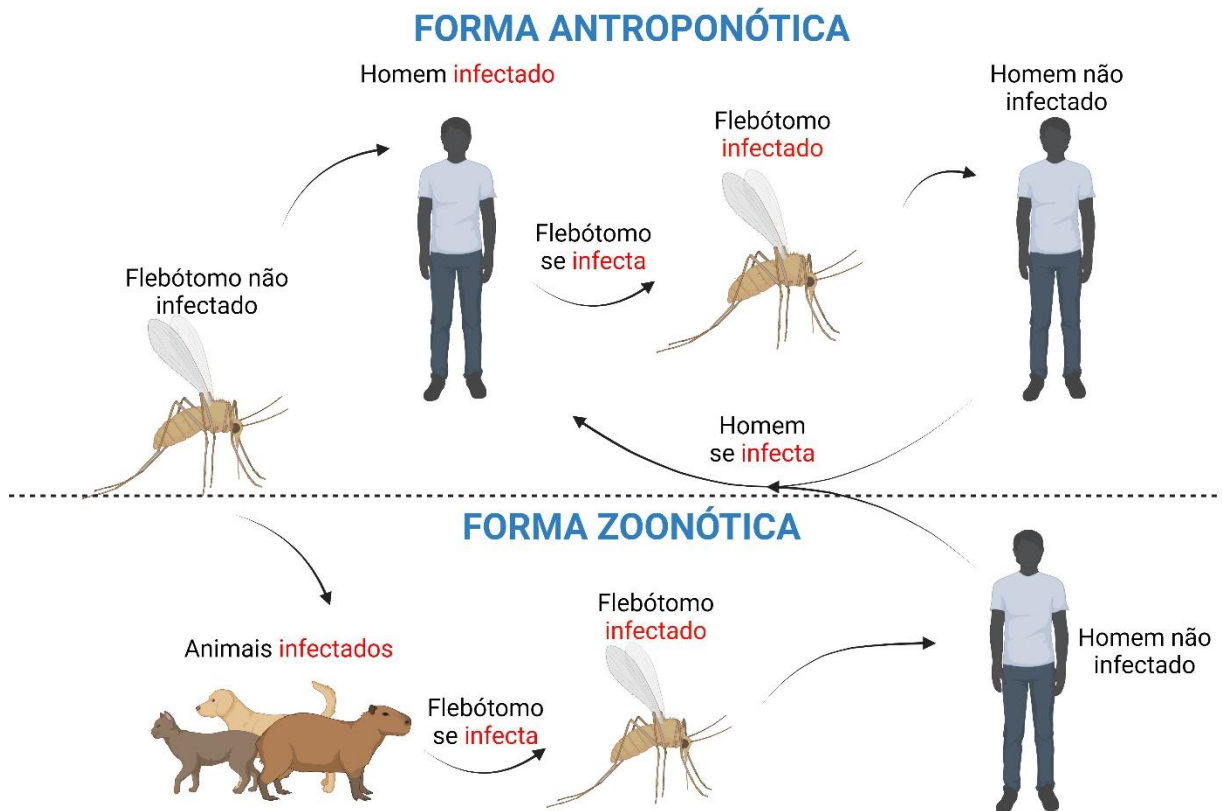 FORMA ANTROPONÓTICA
Homem infectado
Homem não
infectado
Flebótomo
infectado
Flebótomo
se infecta
Flebótomo não
infectado
Homem
se infecta
FORMA ZOONÓTICA
Flebótomo
infectado
Animais infectados
Homem não
infectado
Flebótomo
se infecta